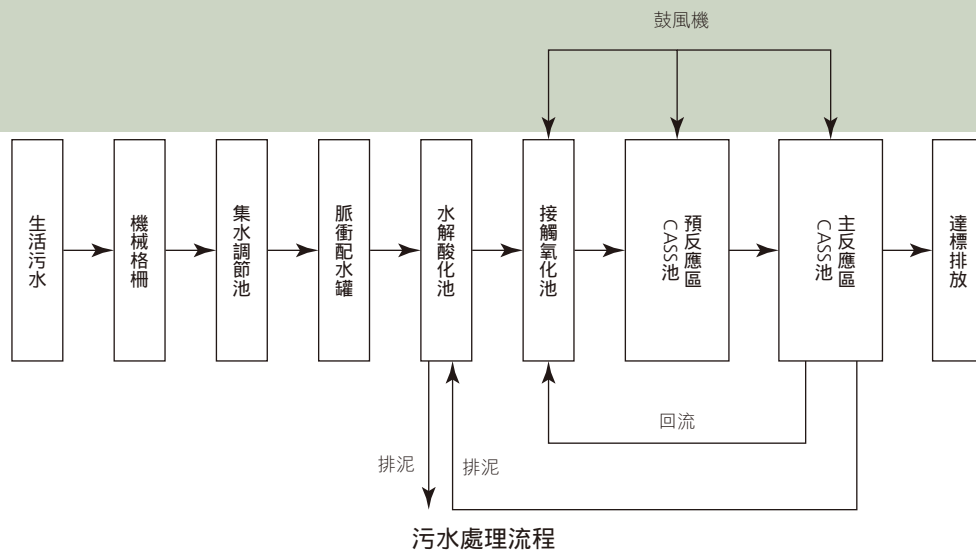 鼓風機
生活污水
機械格柵
集水調節池
脈衝配水罐
水解酸化池
接觸氧化池
預反應區
CASS池
主反應區
CASS池
達標排放
回流
排泥
排泥
污水處理流程